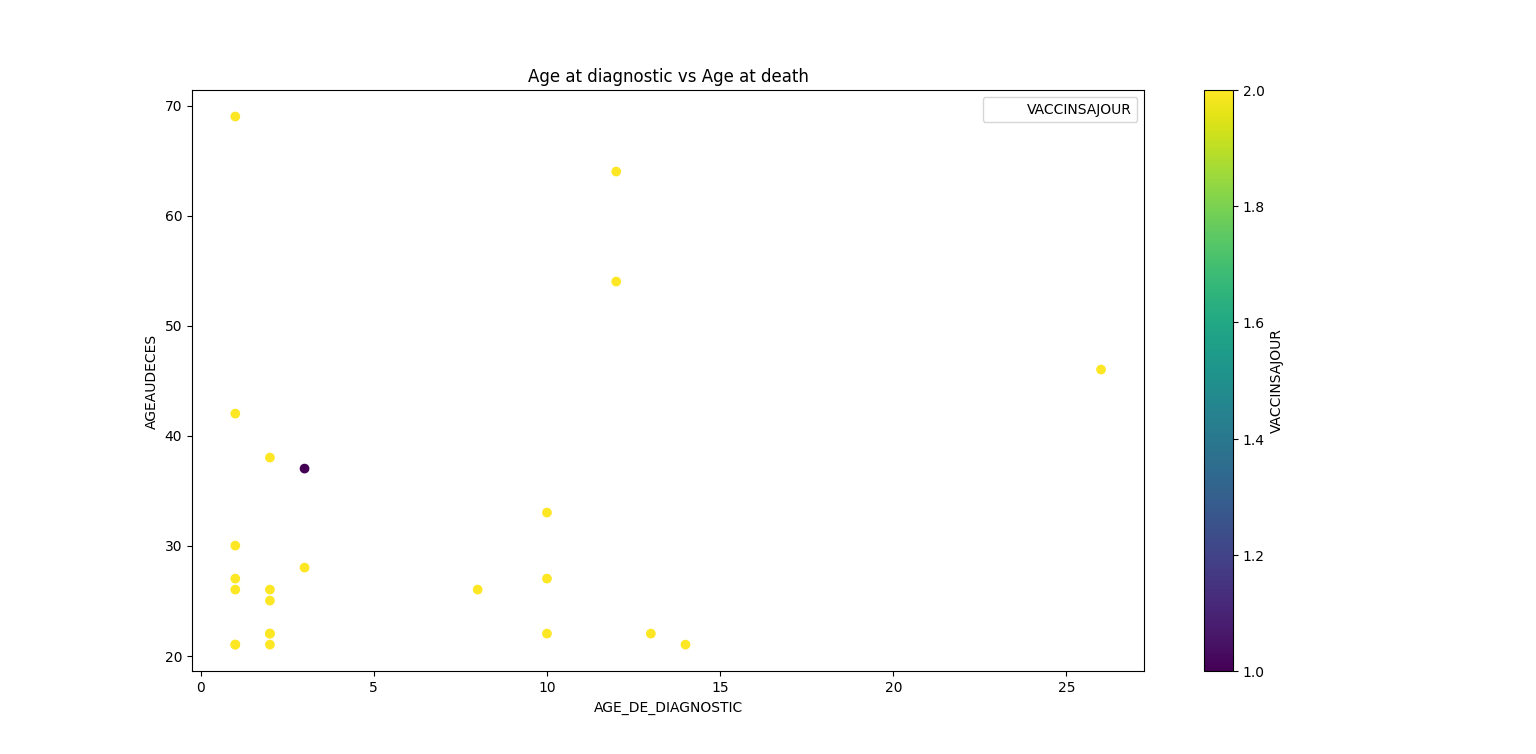 Age at diagnostic vs Age at death
VACCINSAJOUR
70
60
50
40
30
20
AGEAUDECES
0 5 10 15 20 25
AGE_DE_DIAGNOSTIC
2.0
1.8
1.6
1.4
1.2
1.0
VACCINSAJOUR